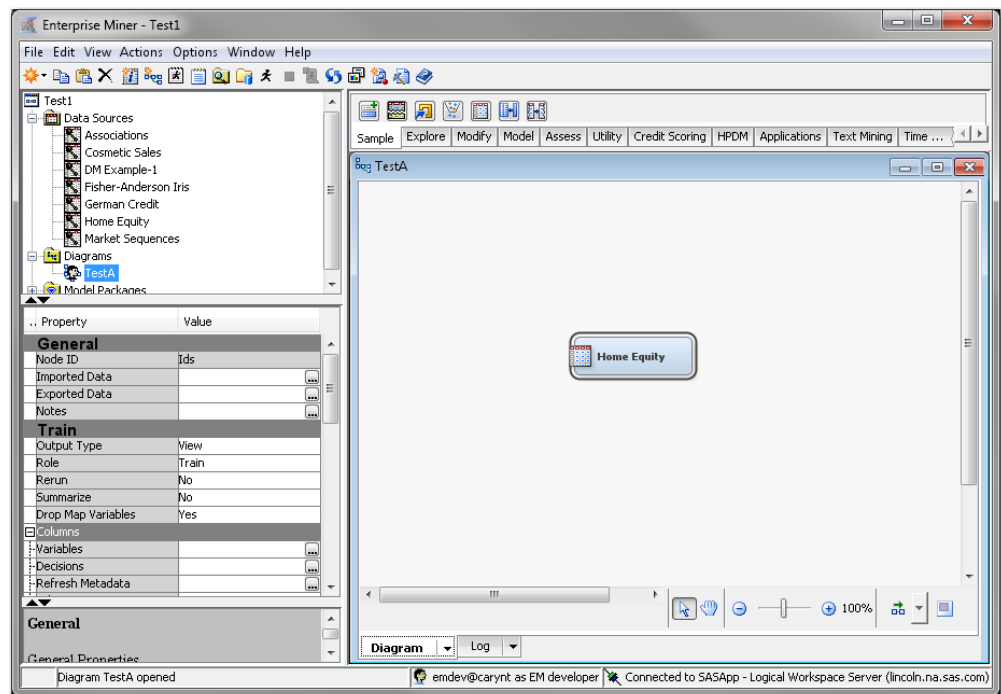 Enterprise Miner - Test1
File Edit View Actions Options Window Help
Test1
Data Sources
Associations
Cosmetic Sales
DM Example-1
Fisher-Anderson Iris
German Credit
Home Equity
Market Sequences
Diagrams
TestA
Model Packages
.. Property Value
General
Node ID Ids
Imported Data ...
Exported Data ...
Notes ...
Train
Output Type View
Role Train
Rerun No
Summarize No
Drop Map Variables Yes
Columns
Variables ...
Decisions ...
Refresh Metadata ...
General
General Properties
Sample Explore Modify Model Assess Utility Credit Scoring HPDM Applications Text Mining Time ...
TestA
Home Equity
100%
Diagram Log
Diagram TestA opened
emdev@carynt as EM developer
Connected to SASApp - Logical Workspace Server (lincoln.na.sas.com)